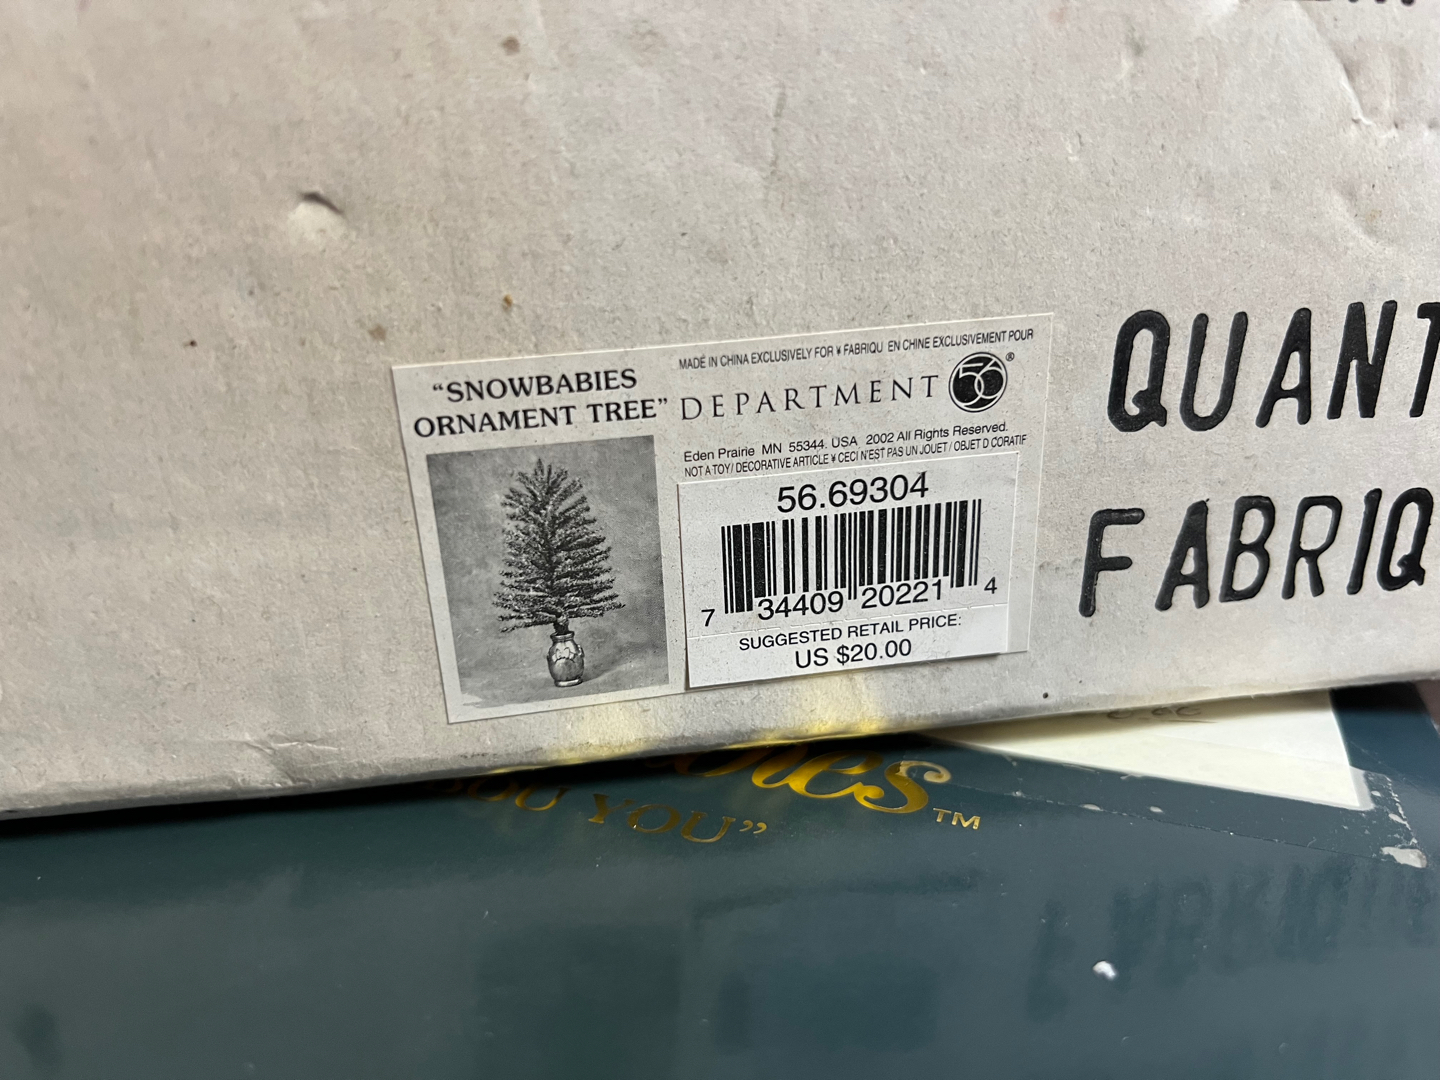 “SNOWBABIES
ORNAMENT TREE”
MADE IN CHINA EXCLUSIVELY FOR ¥ FABRIQU EN CHINE EXCLUSIVEMENT POUR
DEPARTMENT 56®
Eden Prairie MN 55344 USA 2002 All Rights Reserved.
NOT A TOY/ DECORATIVE ARTICLE ¥ CECI N'EST PAS UN JOUET / OBJET D CORATIF
56.69304
7 34409 20221 4
SUGGESTED RETAIL PRICE:
US $20.00
QUANT
FABRIQ
bies™
YOU”